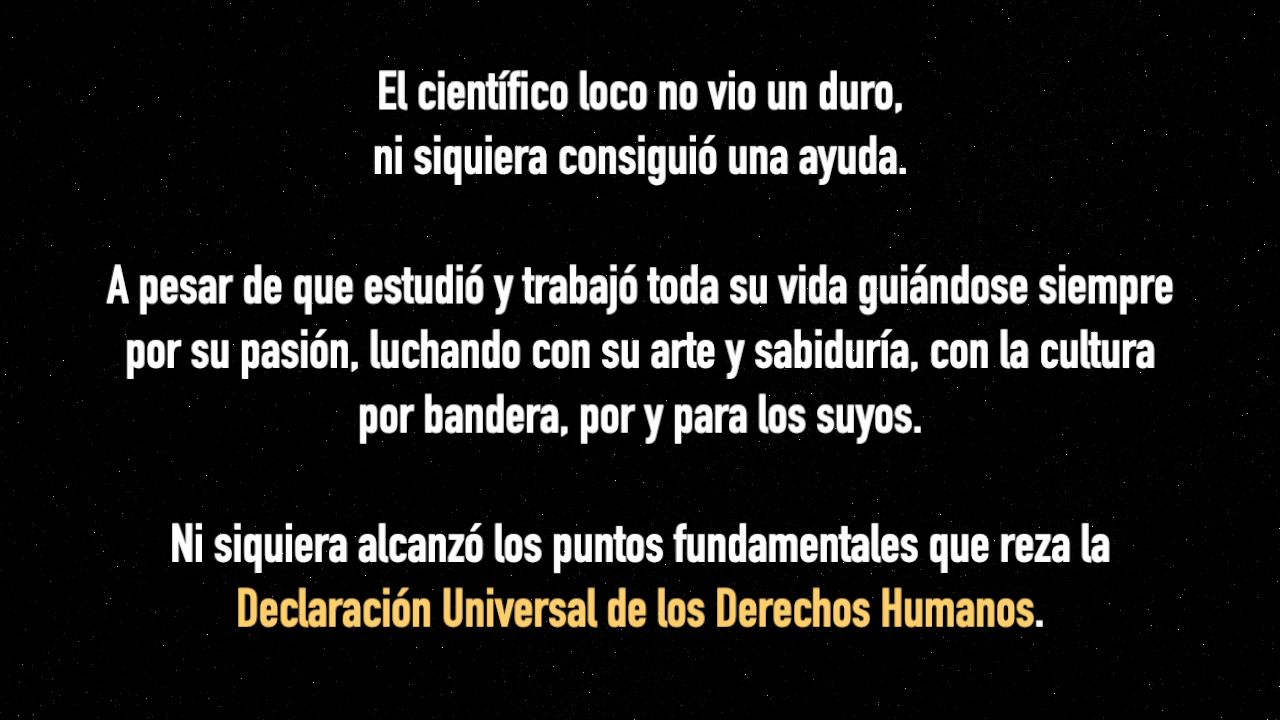 El científico loco no vio un duro,
ni siquiera consiguió una ayuda.
A pesar de que estudió y trabajó toda su vida guiándose siempre
por su pasión, luchando con su arte y sabiduría, con la cultura
por bandera, por y para los suyos.
Ni siquiera alcanzó los puntos fundamentales que reza la
Declaración Universal de los Derechos Humanos.